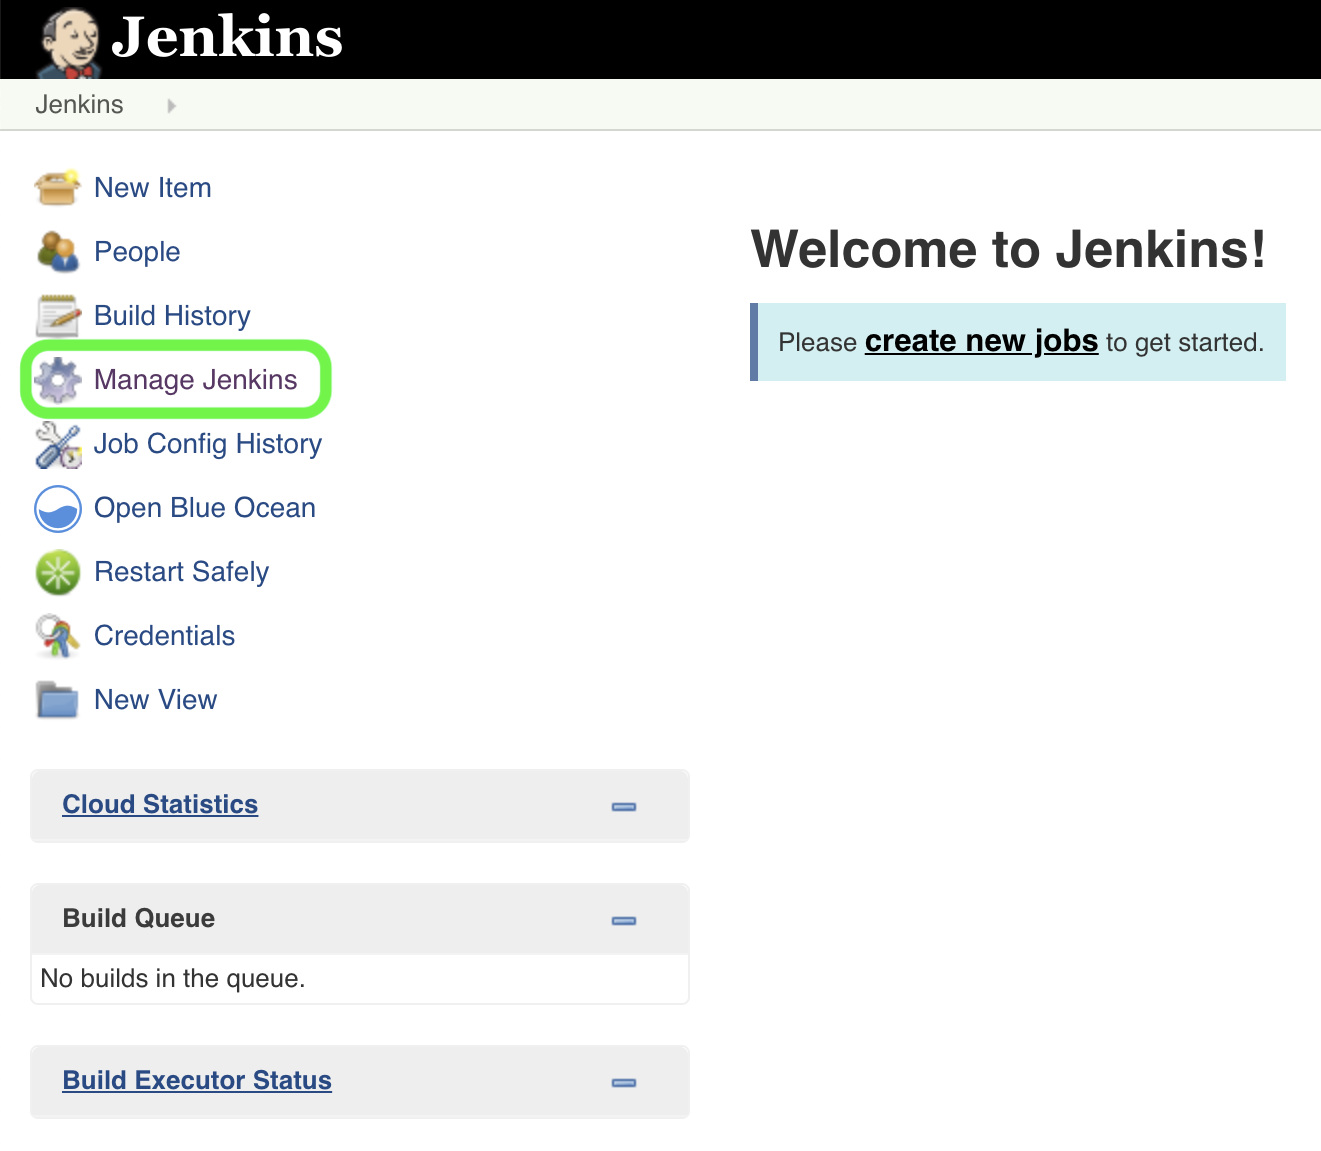 Jenkins
Jenkins
New Item
People
Build History
Manage Jenkins
Job Config History
Open Blue Ocean
Restart Safely
Credentials
New View
Cloud Statistics
Build Queue
No builds in the queue.
Build Executor Status
Welcome to Jenkins!
Please create new jobs to get started.